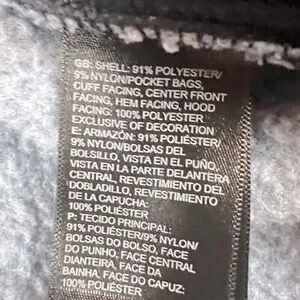 GB: SHELL: 91% POLYESTER/
9% NYLON/POCKET BAGS,
CUFF FACING, CENTER FRONT
FACING, HEM FACING, HOOD
FACING: 100% POLYESTER
EXCLUSIVE OF DECORATION
E: ARMAZÓN: 91% POLIÉSTER/
9% NYLON/BOLSAS DEL
BOLSILLO, VISTA EN EL PUÑO,
VISTA EN LA PARTE DELANTERA
CENTRAL, REVESTIMIENTO DEL
DOBLADILLO, REVESTIMIENTO
DE LA CAPUCHA:
100% POLIÉSTER
P: TECIDO PRINCIPAL:
91% POLIÉSTER/9% NYLON/
BOLSAS DO BOLSO, FACE
DO PUNHO, FACE CENTRAL
DIANTEIRA, FACE DA
BAINHA, FACE DO CAPUZ:
100% POLIÉSTER